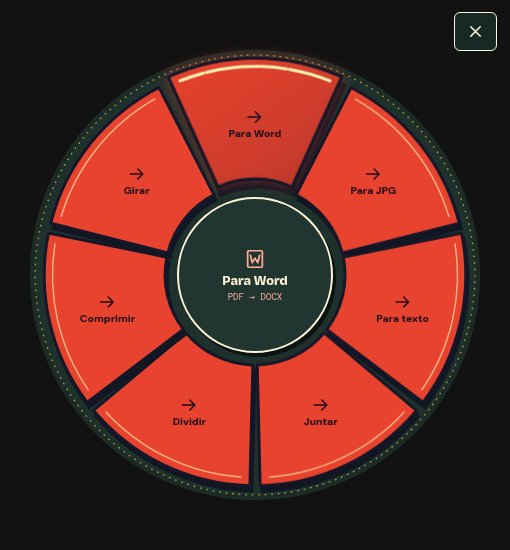 →
Para Word
→
Girar
→
Para JPG
W
Para Word
PDF → DOCX
→
Comprimir
→
Para texto
→
Dividir
→
Juntar